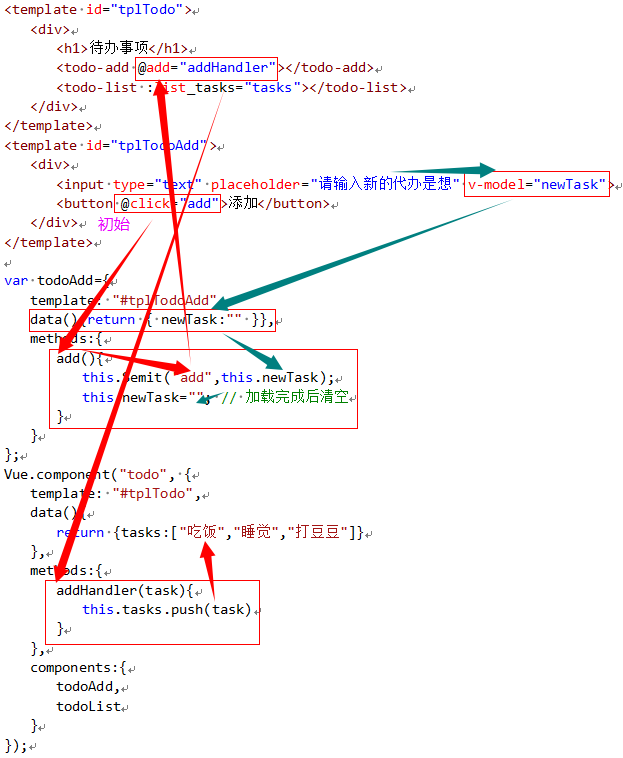 <template id="tplTodo">
<div>
<h1>待办事项</h1>
<todo-add @add="addHandler"></todo-add>
<todo-list :list_tasks="tasks"></todo-list>
</div>
</template>
<template id="tplTodoAdd">
<div>
<input type="text" placeholder="请输入新的代办是想" v-model="newTask">
<button @click="add">添加</button>
</div> 初始
</template>
var todoAdd={
template: "#tplTodoAdd"
data(){return { newTask:"" }},
methods:{
add(){
this.$emit("add",this.newTask);
this.newTask=""; // 加载完成后清空
}
}
};
Vue.component("todo", {
template: "#tplTodo",
data(){
return {tasks:["吃饭","睡觉","打豆豆"]}
},
methods:{
addHandler(task){
this.tasks.push(task)
}
},
components:{
todoAdd,
todoList
}
});